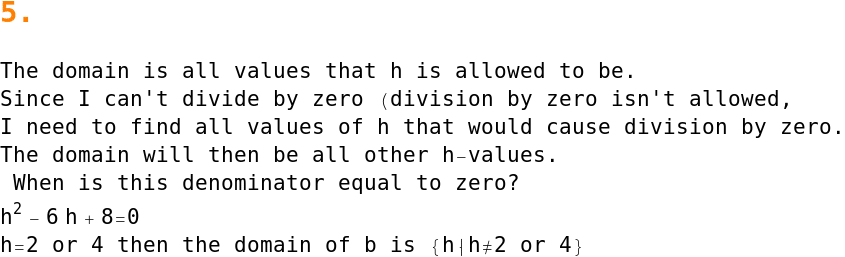 5.
The domain is all values that h is allowed to be.
Since I can't divide by zero (division by zero isn't allowed,
I need to find all values of h that would cause division by zero.
The domain will then be all other h-values.
When is this denominator equal to zero?
h² - 6 h + 8=0
h=2 or 4 then the domain of b is {h|h≠2 or 4}